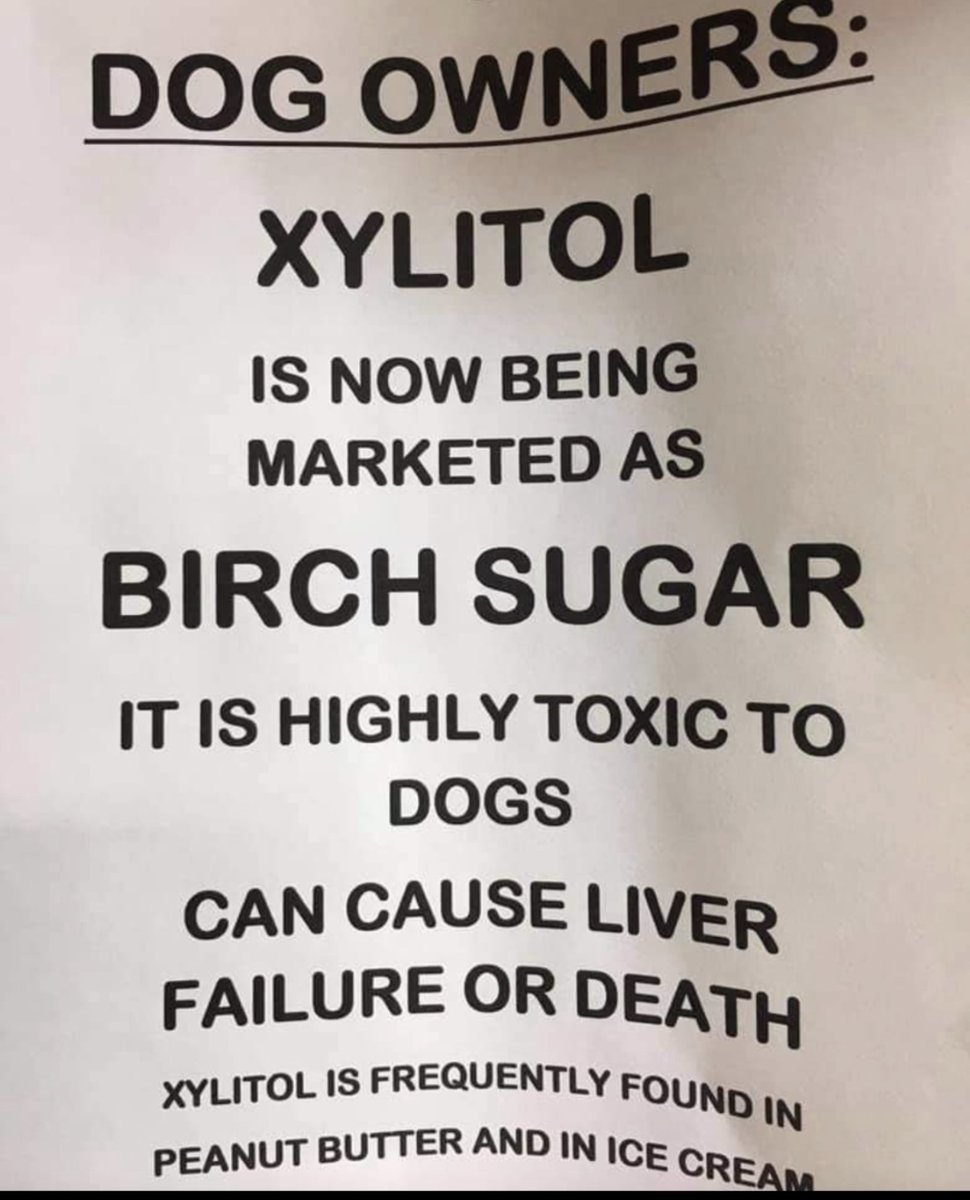 DOG OWNERS:
XYLITOL
IS NOW BEING
MARKETED AS
BIRCH SUGAR
IT IS HIGHLY TOXIC TO
DOGS
CAN CAUSE LIVER
FAILURE OR DEATH
XYLITOL IS FREQUENTLY FOUND IN
PEANUT BUTTER AND IN ICE CREAM